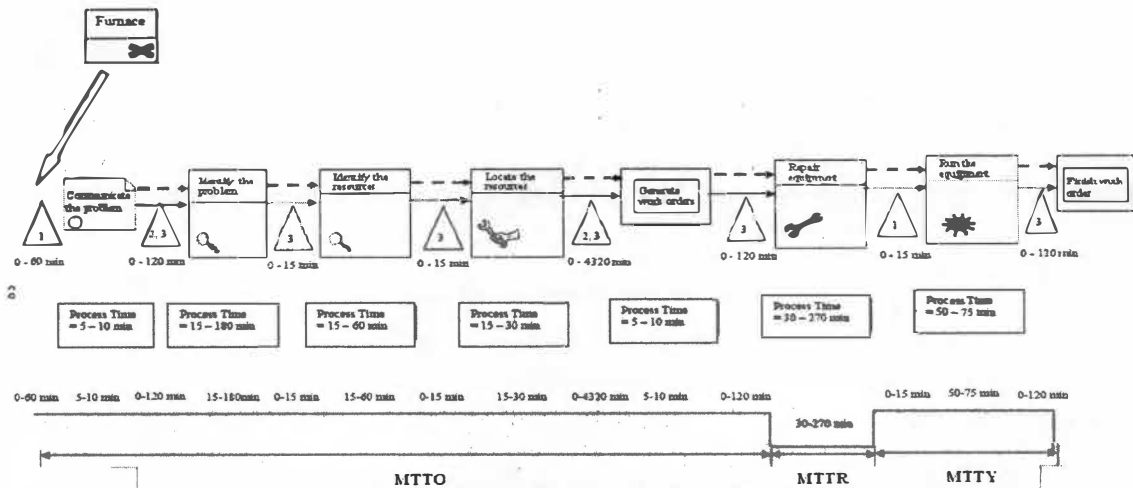 Furnace
Communicate
the problem
Identify the
problem
Identify the
resources
Locate the
resources
Generate
work orders
Repair
equipment
Run the
equipment
Finish work
order
1
2, 3
3
3
2, 3
3
1
3
0 - 60 min
0 - 120 min
0 - 15 min
0 - 15 min
0 - 4320 min
0 - 120 min
0 - 15 min
0 - 120 min
Process Time
= 5 – 10 min
Process Time
= 15 – 180 min
Process Time
= 15 – 60 min
Process Time
= 15 – 30 min
Process Time
= 5 – 10 min
Process Time
= 30 – 270 min
Process Time
= 50 – 75 min
0-60 min 5-10 min 0-120 min 15-180min 0-15 min 15-60 min 0-15 min 15-30 min 0-4320 min 5-10 min 0-120 min 0-15 min 50-75 min 0-120 min
30-270 min
MTTO MTTR MTTY